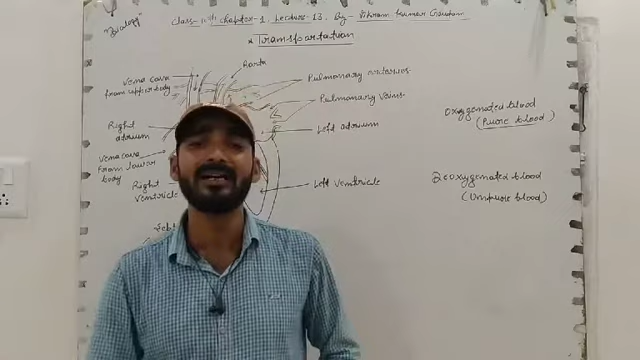 "Biology"
Class-10th Chapter-1, Lecture-13. By- Vikram Kumar Gautam
* Transportation
Aorta
Vena cava
from upper body
Pulmonary arteries
Pulmonary veins
Right
atrium
Left atrium
Vena cava
from lower
body
Right
ventricle
Left ventricle
oxygenated blood
(Pure blood)
Deoxygenated blood
(Umpure blood)